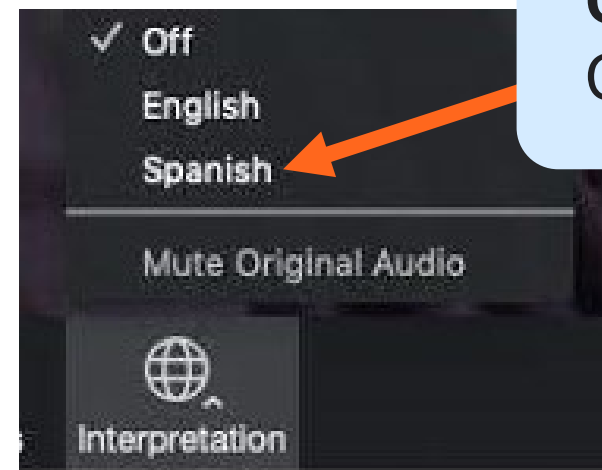 Off
English
Spanish
Mute Original Audio
Interpretation